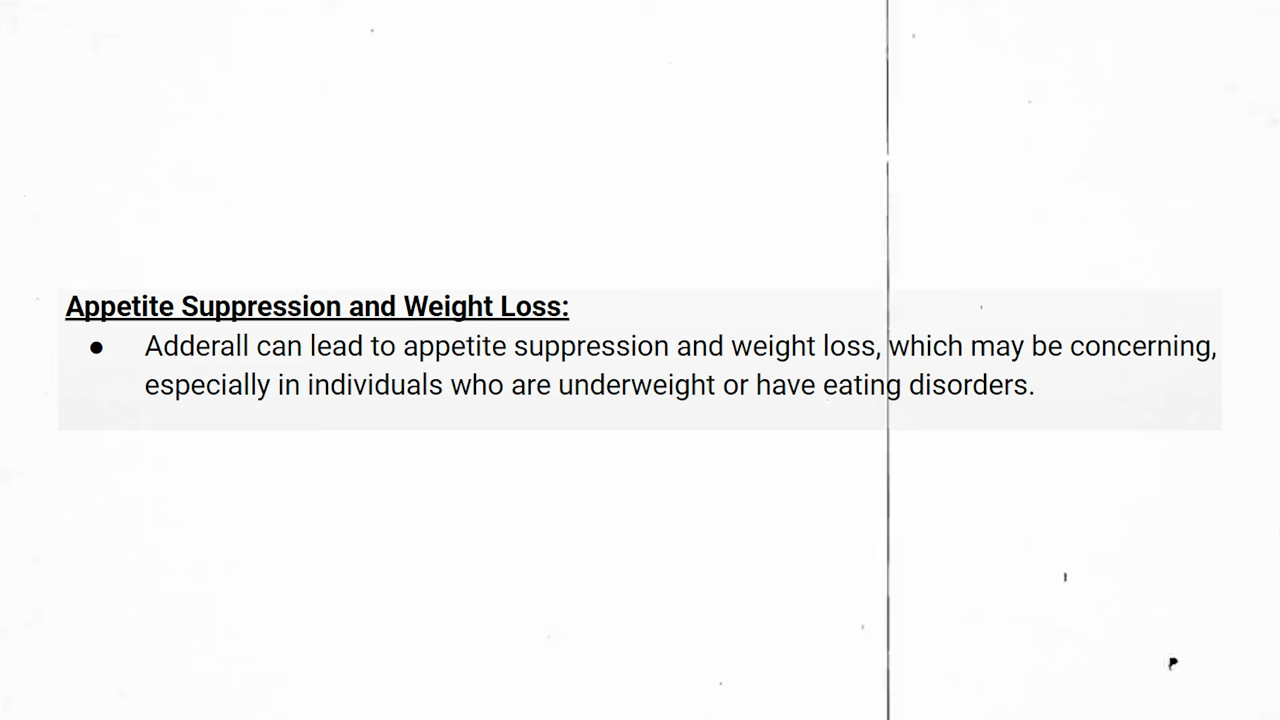 Appetite Suppression and Weight Loss:
● Adderall can lead to appetite suppression and weight loss, which may be concerning,
especially in individuals who are underweight or have eating disorders.